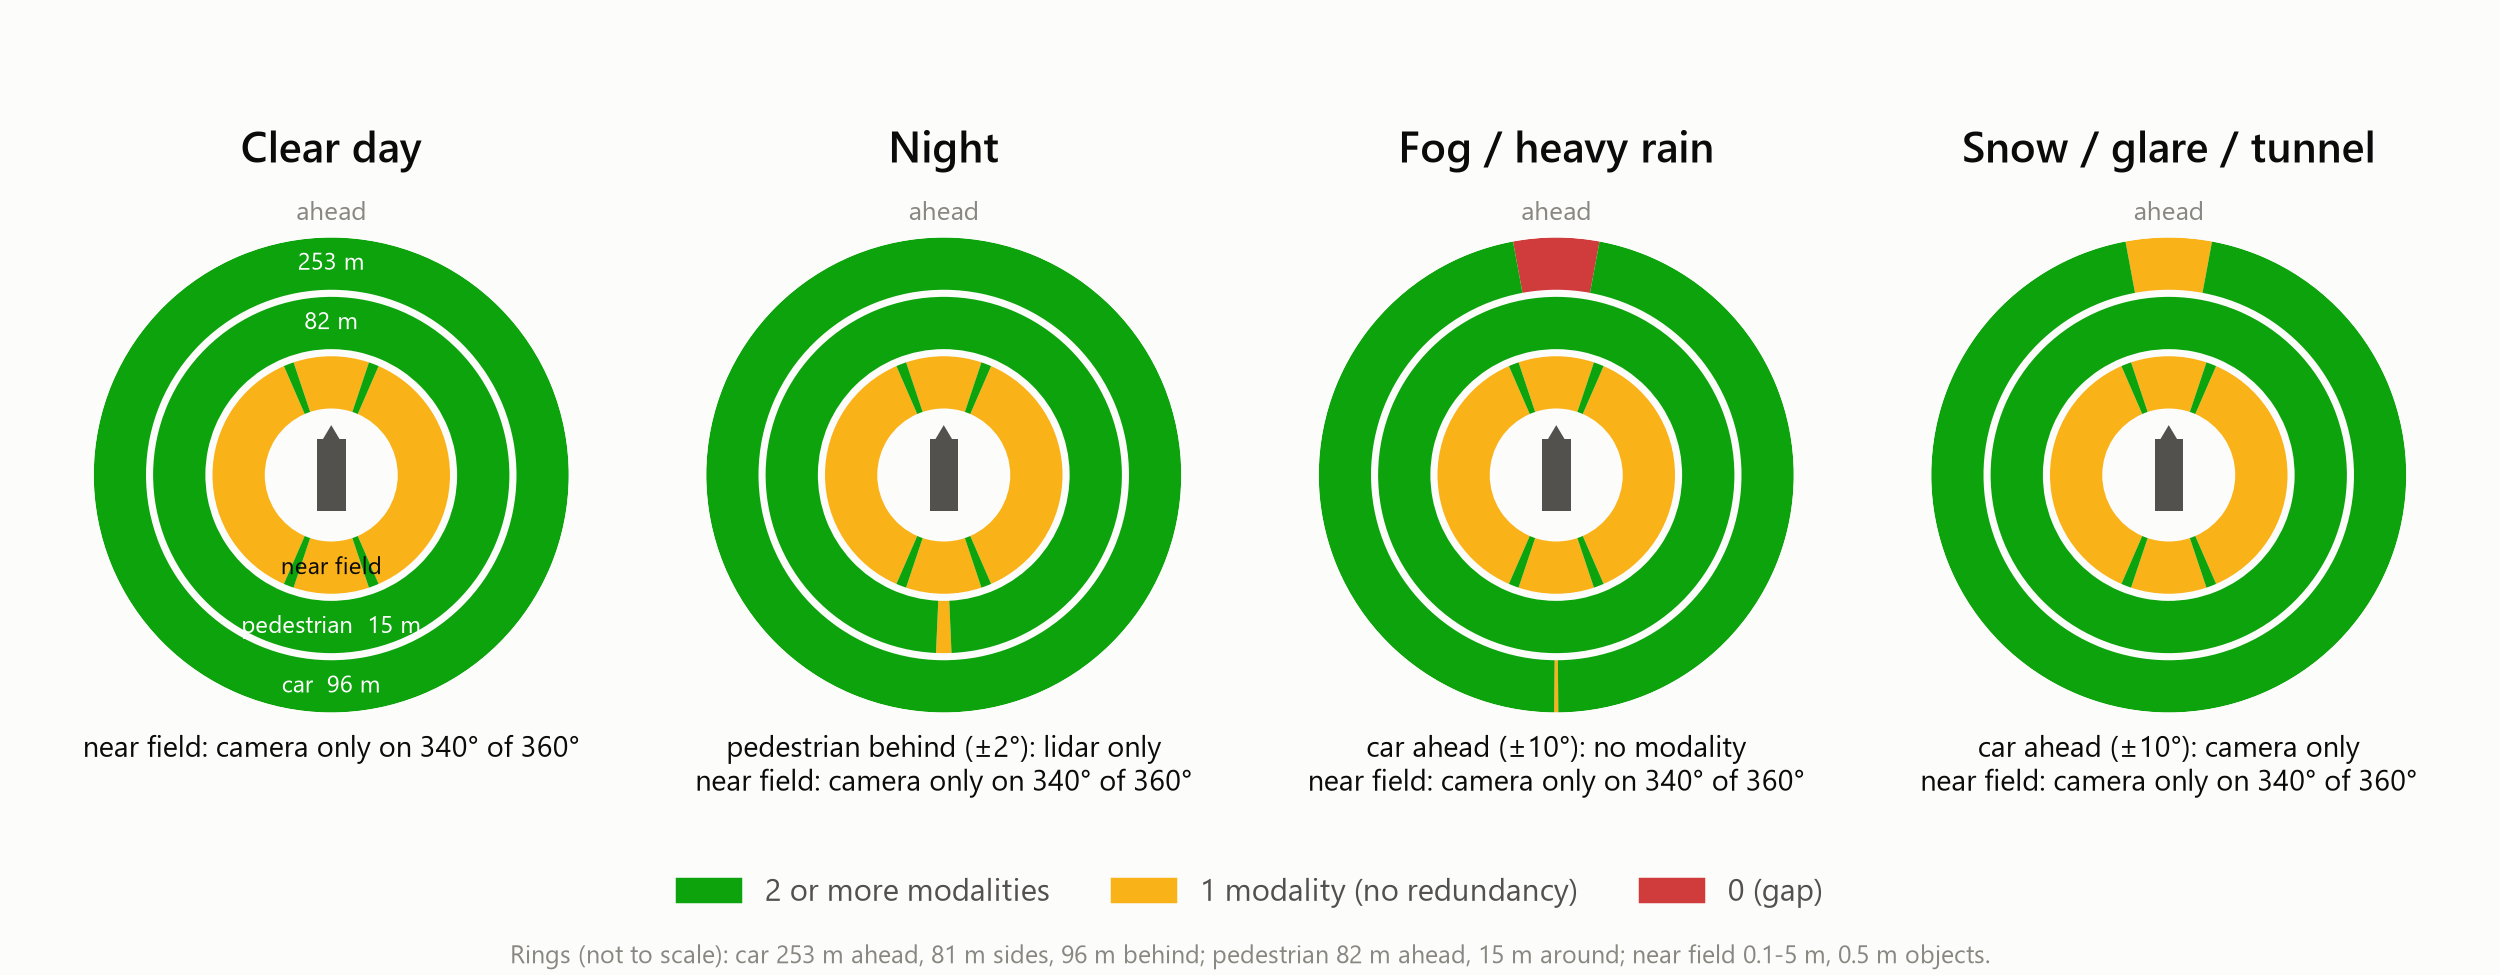 Clear day
Night
Fog / heavy rain
Snow / glare / tunnel
ahead
ahead
ahead
ahead
253 m
82 m
near field
pedestrian 15 m
car 96 m
near field: camera only on 340° of 360°
pedestrian behind (±2°): lidar only
near field: camera only on 340° of 360°
car ahead (±10°): no modality
near field: camera only on 340° of 360°
car ahead (±10°): camera only
near field: camera only on 340° of 360°
2 or more modalities
1 modality (no redundancy)
0 (gap)
Rings (not to scale): car 253 m ahead, 81 m sides, 96 m behind; pedestrian 82 m ahead, 15 m around; near field 0.1-5 m, 0.5 m objects.